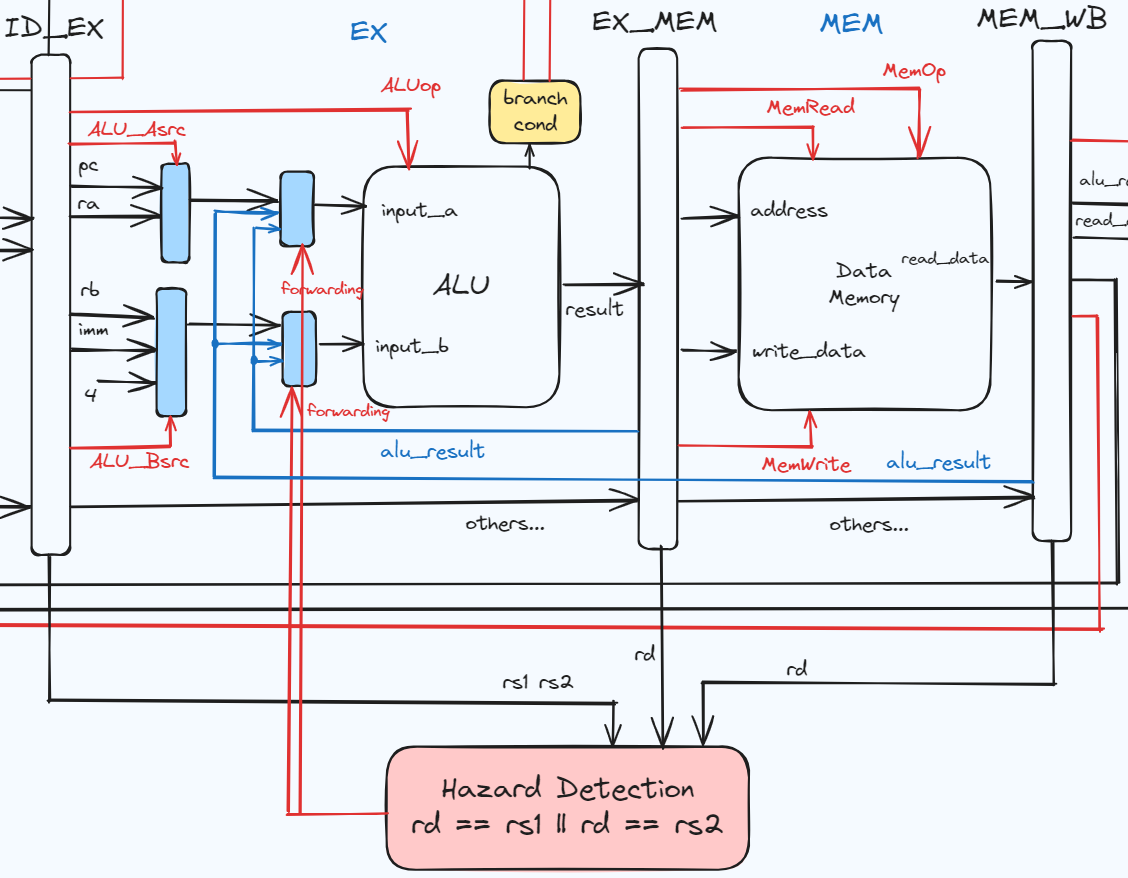 ID_EX
EX
EX_MEM
MEM
MEM_WB
ALUop
branch
cond
MemOp
MemRead
ALU_Asrc
pc
ra
input_a
address
read_data
Data
Memory
ALU
forwarding
rb
imm
4
result
input_b
write_data
forwarding
ALU_Bsrc
alu_result
MemWrite
alu_result
others...
others...
rd
rd
rs1 rs2
Hazard Detection
rd == rs1 || rd == rs2